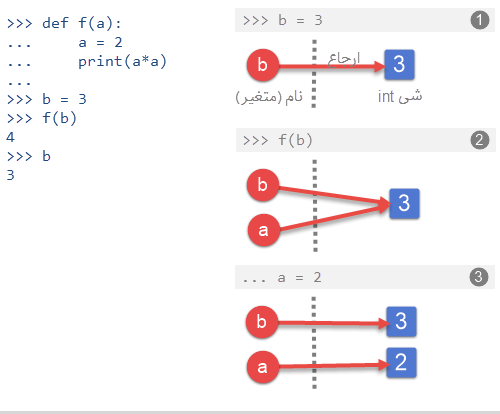 >>> def f(a):
...     a = 2
...     print(a*a)
...
>>> b = 3
>>> f(b)
4
>>> b
3
>>> b = 3
1
b
ارجاع
3
نام (متغیر)
شی int
>>> f(b)
2
b
a
3
... a = 2
3
b
3
a
2